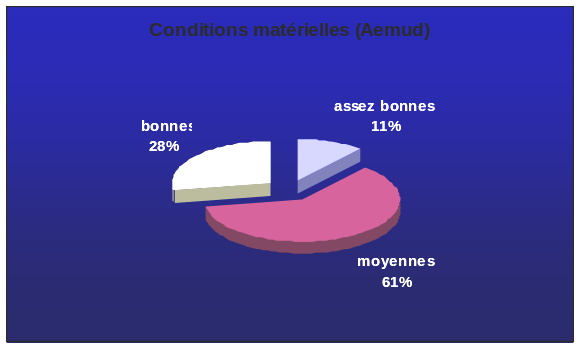 Conditions matérielles (Aemud)
assez bonnes
11%
bonnes
28%
moyennes
61%